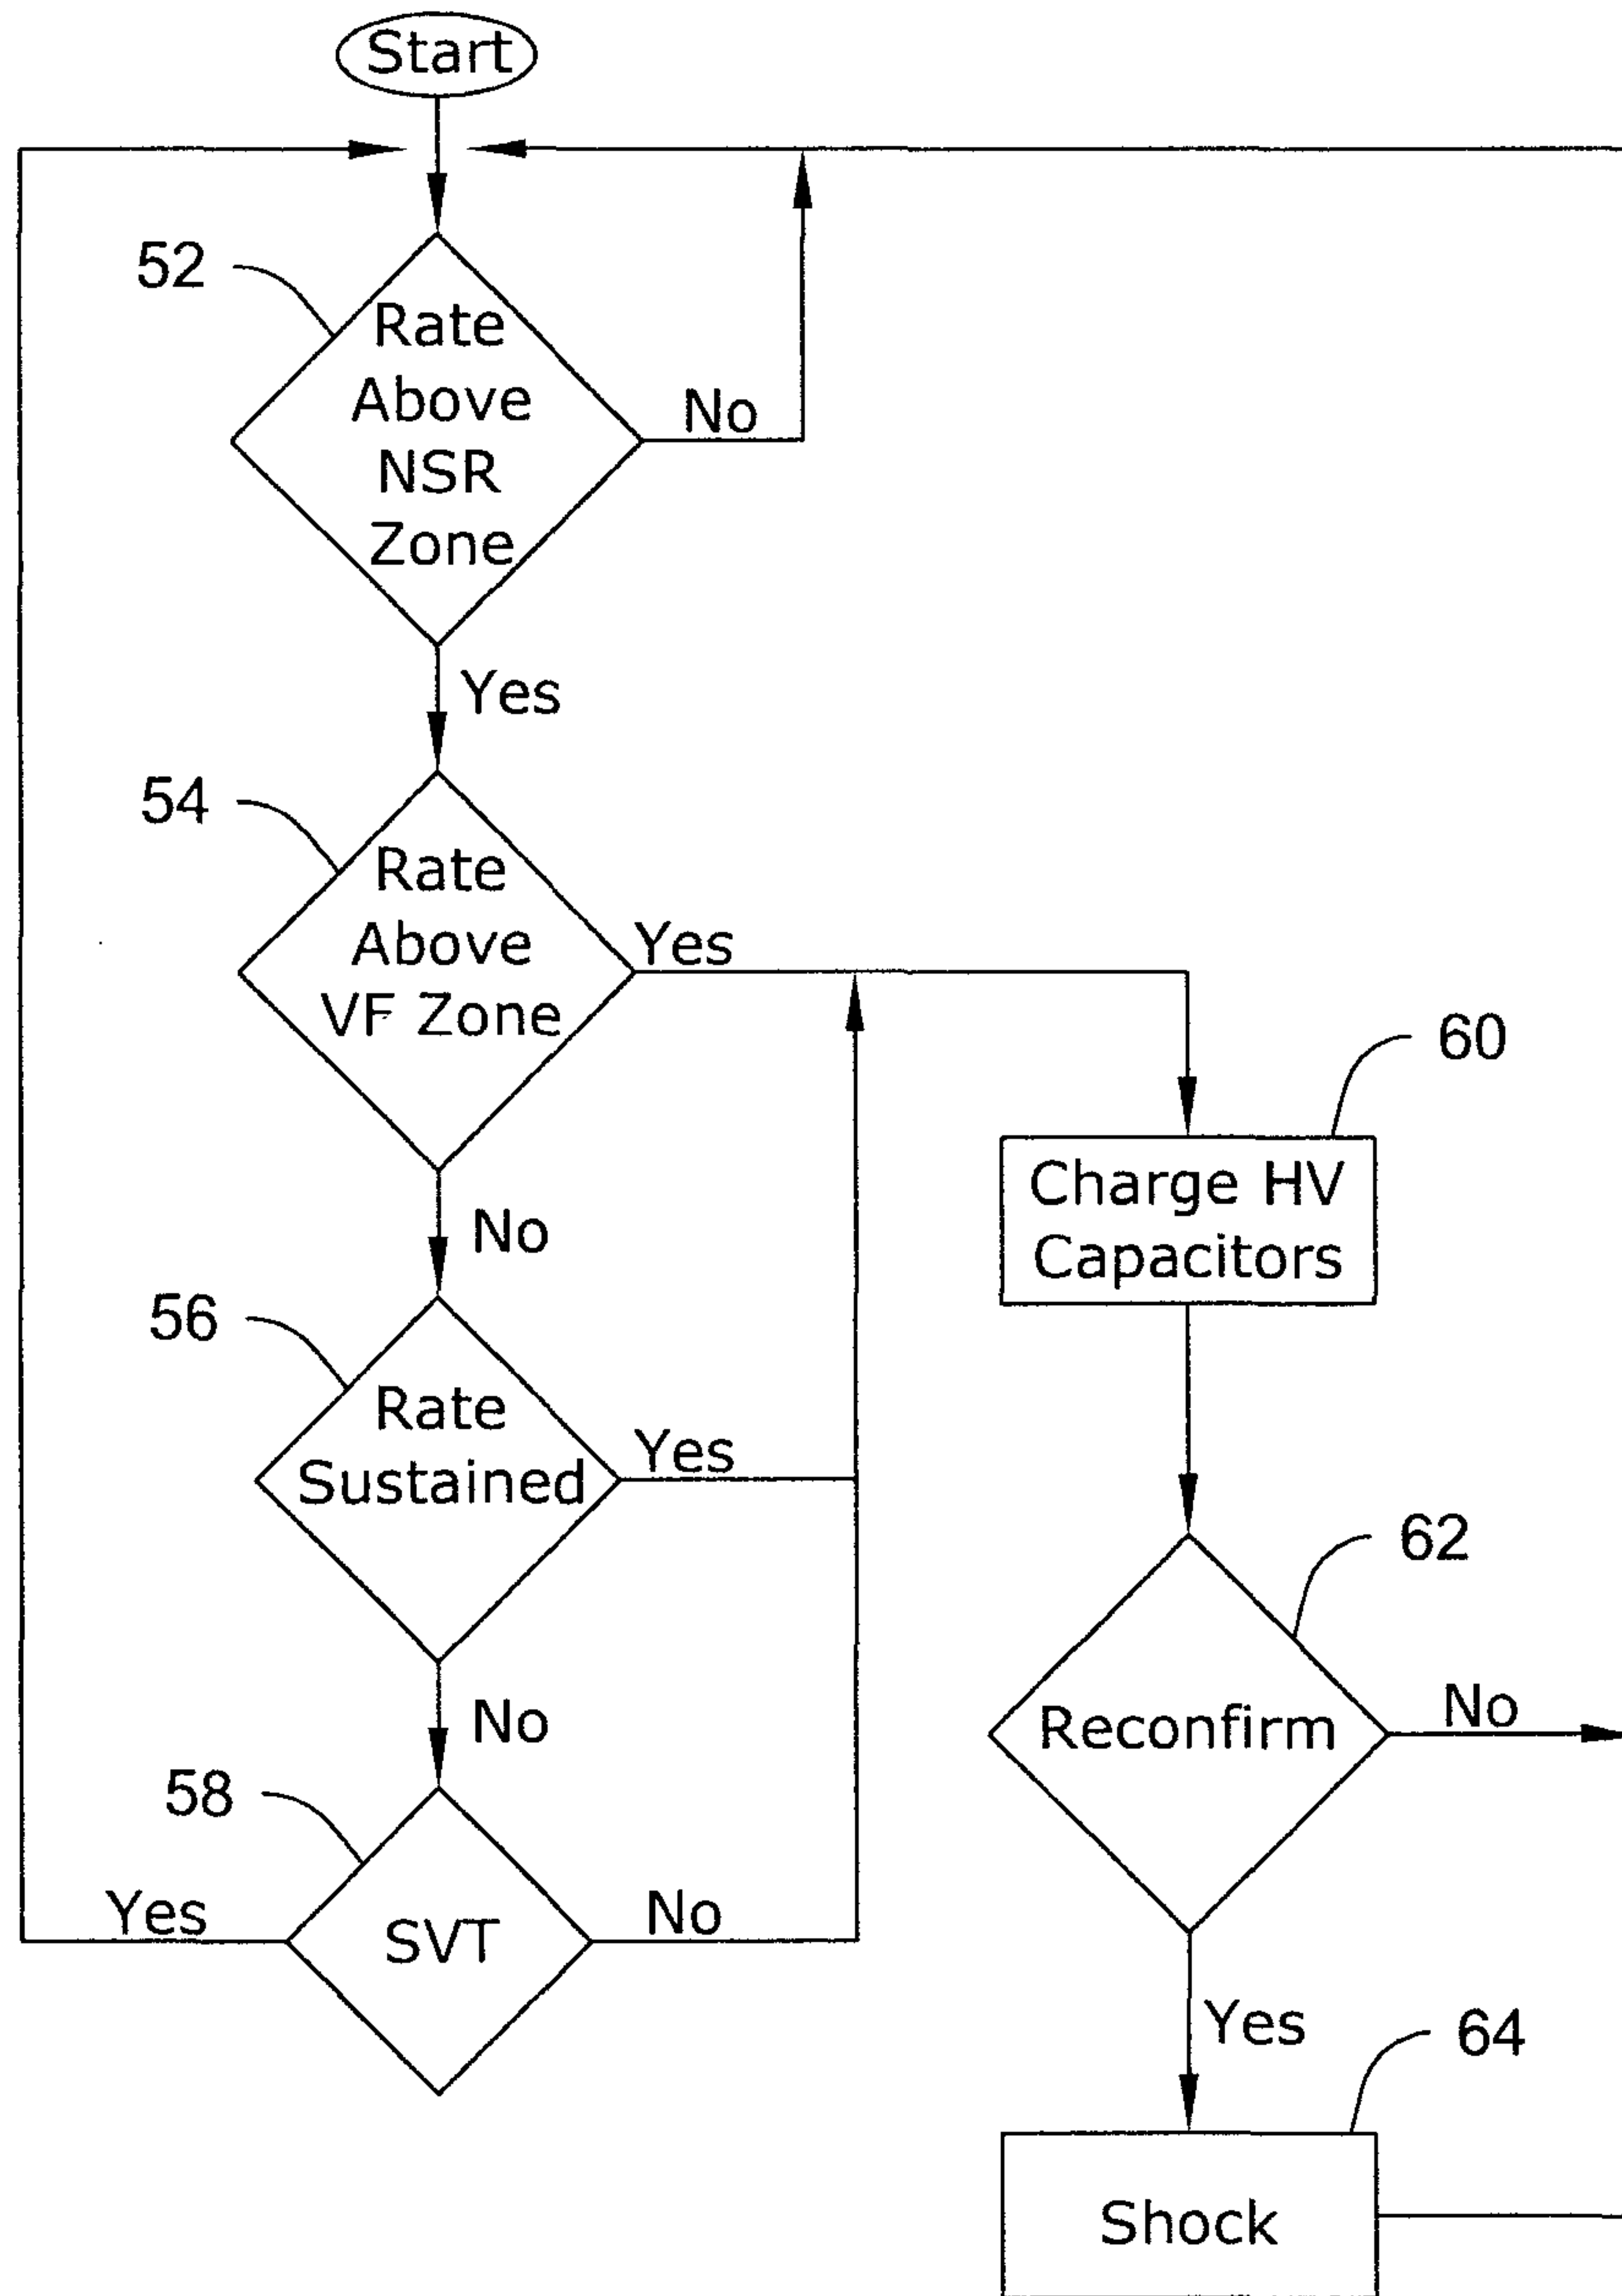 Start
52
Rate
Above
NSR
Zone
No
Yes
54
Rate
Above
VF Zone
Yes
No
56
Rate
Sustained
Yes
No
58
SVT
Yes
No
60
Charge HV
Capacitors
62
Reconfirm
No
Yes
64
Shock